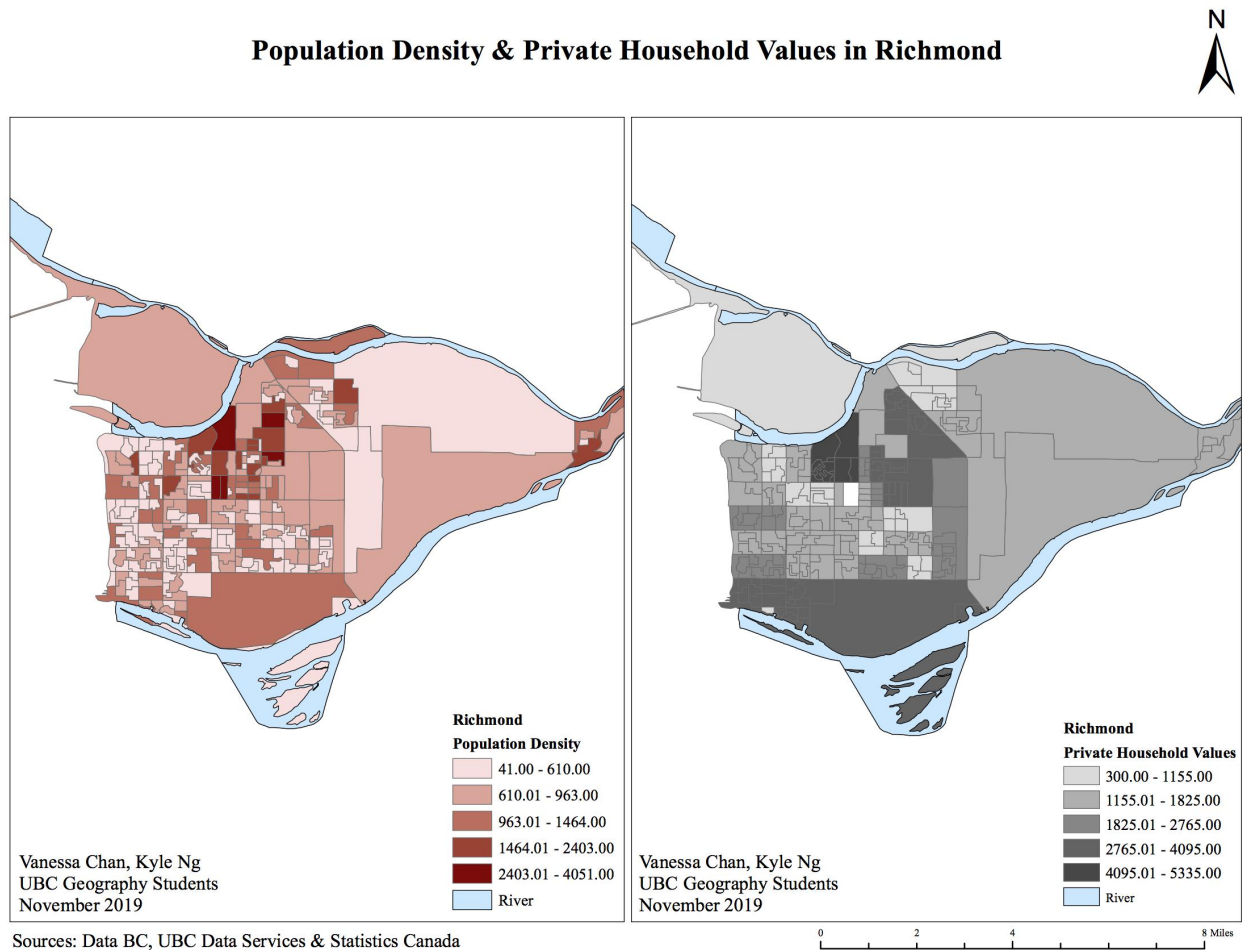 N
Population Density & Private Household Values in Richmond
Richmond
Population Density
41.00 - 610.00
610.01 - 963.00
963.01 - 1464.00
1464.01 - 2403.00
2403.01 - 4051.00
River
Vanessa Chan, Kyle Ng
UBC Geography Students
November 2019
Richmond
Private Household Values
300.00 - 1155.00
1155.01 - 1825.00
1825.01 - 2765.00
2765.01 - 4095.00
4095.01 - 5335.00
River
Vanessa Chan, Kyle Ng
UBC Geography Students
November 2019
Sources: Data BC, UBC Data Services & Statistics Canada
0 2 4 8 Miles